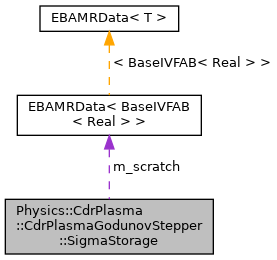 EBAMRData< T >
< BaseIVFAB< Real > >
EBAMRData< BaseIVFAB
< Real > >
m_scratch
Physics::CdrPlasma
::CdrPlasmaGodunovStepper
::SigmaStorage